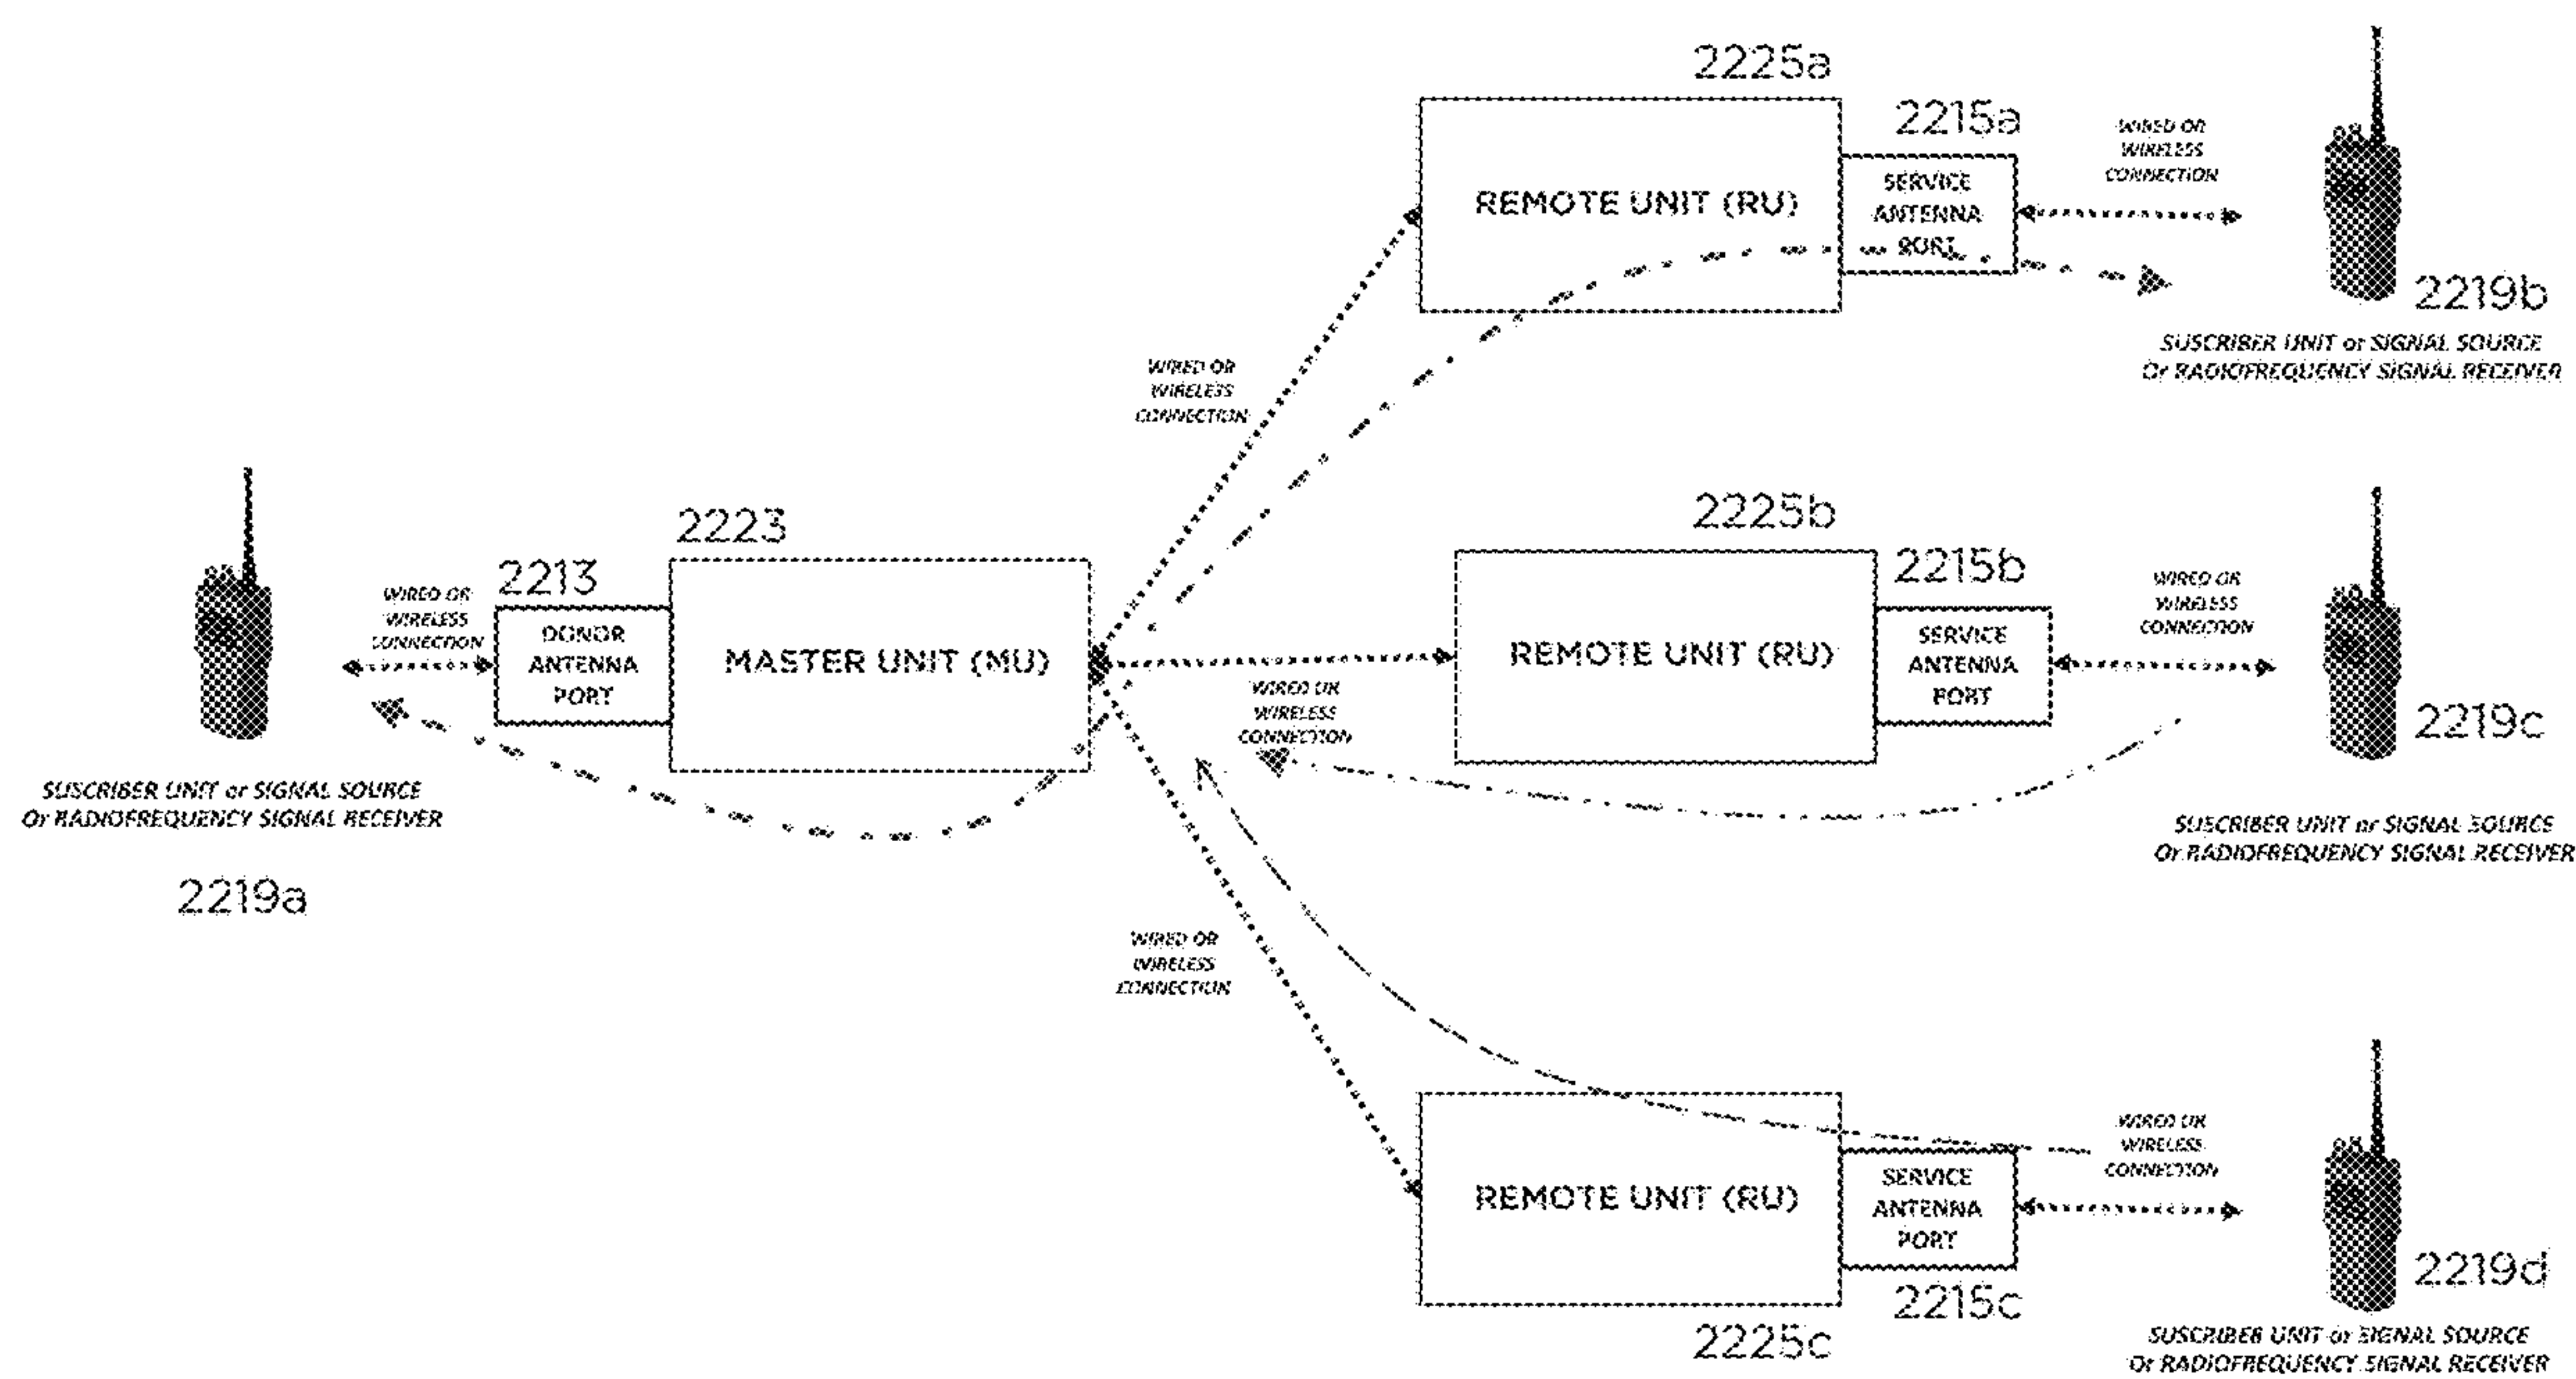 2225a
2215a
REMOTE UNIT (RU)
SERVICE
ANTENNA
PORT
WIRED OR
WIRELESS
CONNECTION
2219b
SUSCRIBER UNIT or SIGNAL SOURCE
Or RADIOFREQUENCY SIGNAL RECEIVER
WIRED OR
WIRELESS
CONNECTION
2223
2213
WIRED OR
WIRELESS
CONNECTION
DONOR
ANTENNA
PORT
MASTER UNIT (MU)
SUSCRIBER UNIT or SIGNAL SOURCE
Or RADIOFREQUENCY SIGNAL RECEIVER
2219a
2225b
2215b
WIRED OR
WIRELESS
CONNECTION
REMOTE UNIT (RU)
SERVICE
ANTENNA
PORT
WIRED OR
WIRELESS
CONNECTION
2219c
SUSCRIBER UNIT or SIGNAL SOURCE
Or RADIOFREQUENCY SIGNAL RECEIVER
WIRED OR
WIRELESS
CONNECTION
REMOTE UNIT (RU)
SERVICE
ANTENNA
PORT
WIRED OR
WIRELESS
CONNECTION
2215c
2225c
2219d
SUSCRIBER UNIT or SIGNAL SOURCE
Or RADIOFREQUENCY SIGNAL RECEIVER